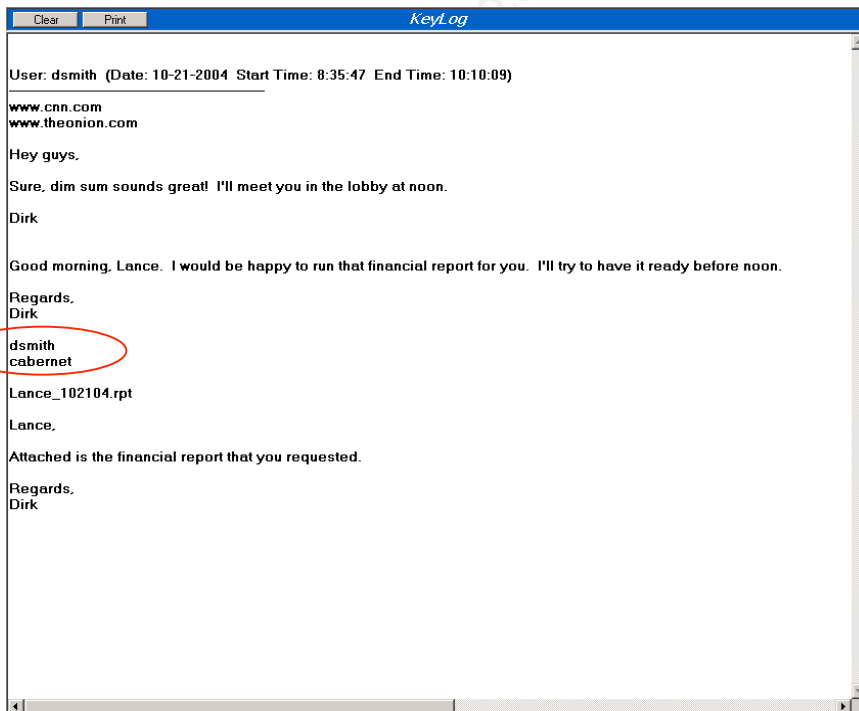 Clear Print KeyLog
User: dsmith (Date: 10-21-2004 Start Time: 8:35:47 End Time: 10:10:09)
www.cnn.com
www.theonion.com
Hey guys,
Sure, dim sum sounds great! I'll meet you in the lobby at noon.
Dirk
Good morning, Lance. I would be happy to run that financial report for you. I'll try to have it ready before noon.
Regards,
Dirk
dsmith
cabernet
Lance_102104.rpt
Lance,
Attached is the financial report that you requested.
Regards,
Dirk